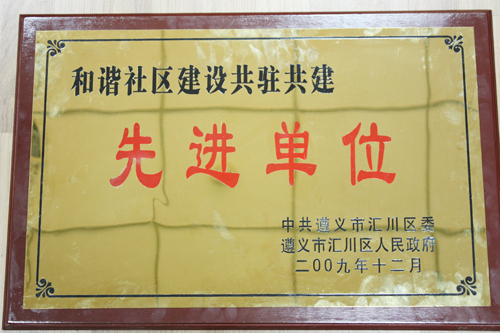 和谐社区建设共驻共建
先进单位
中共遵义市汇川区委
遵义市汇川区人民政府
二00九年十二月